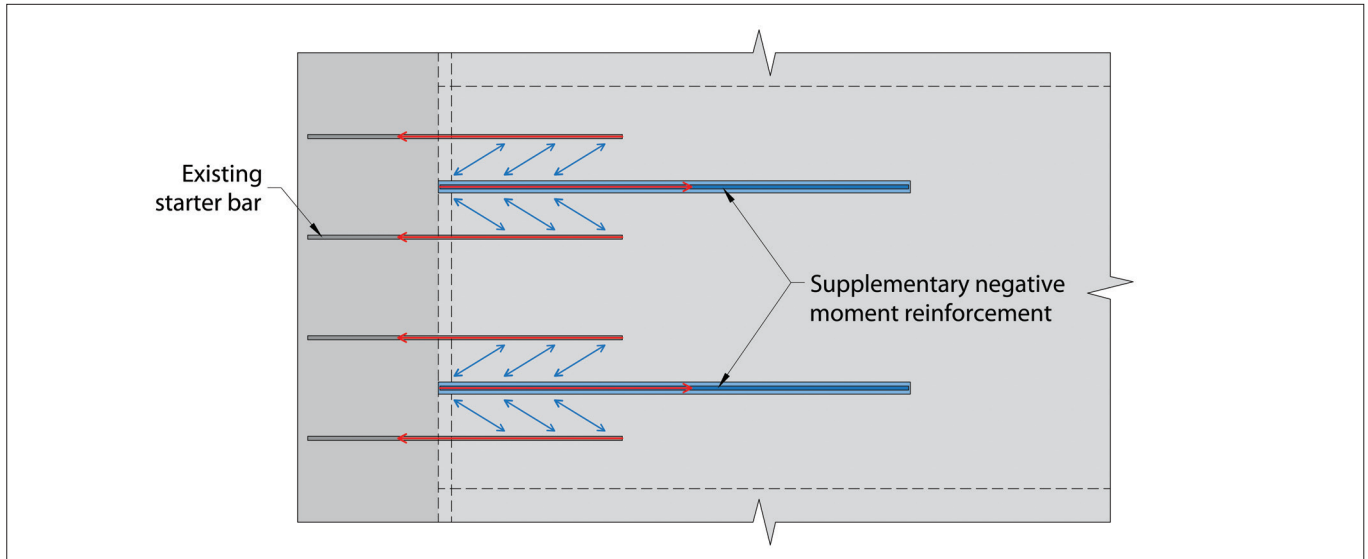 Existing
starter bar
Supplementary negative
moment reinforcement